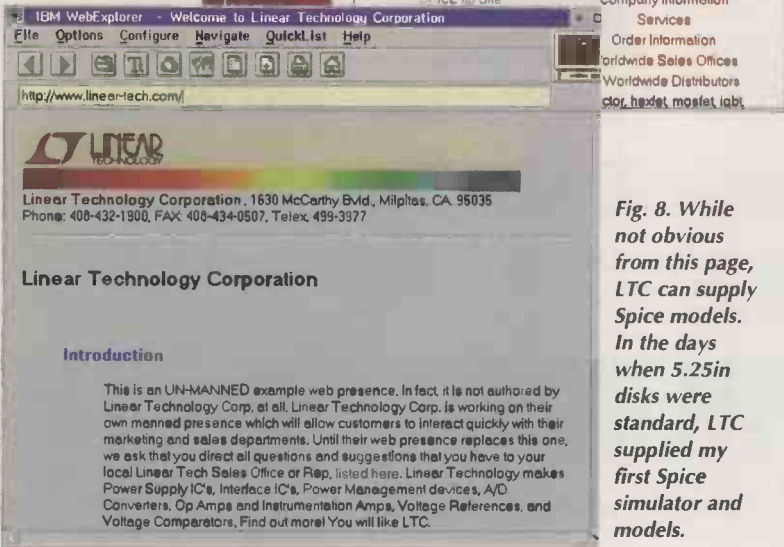 Company Information
Services
Order Information
orldwide Sales Offices
Worldwide Distributors
ctor, hexfet, mosfet, igbt,
IBM WebExplorer - Welcome to Linear Technology Corporation
File Options Configure Navigate QuickList Help
http://www.linear-tech.com/
LT LINEAR
TECHNOLOGY
Linear Technology Corporation, 1630 McCarthy Bvld., Milpitas, CA 95035
Phone: 408-432-1900, FAX: 408-434-0507, Telex: 499-3977
Linear Technology Corporation
Introduction
This is an UN-MANNED example web presence. In fact, it is not authored by
Linear Technology Corp. at all. Linear Technology Corp. is working on their
own manned presence which will allow customers to interact quickly with their
marketing and sales departments. Until their web presence replaces this one,
we ask that you direct all questions and suggestions that you have to your
local Linear Tech Sales Office or Rep, listed here. Linear Technology makes
Power Supply IC's, Interface IC's, Power Management devices, A/D
Converters, Op Amps and Instrumentation Amps, Voltage References, and
Voltage Comparators. Find out more! You will like LTC.
Fig. 8. While
not obvious
from this page,
LTC can supply
Spice models.
In the days
when 5.25in
disks were
standard, LTC
supplied my
first Spice
simulator and
models.